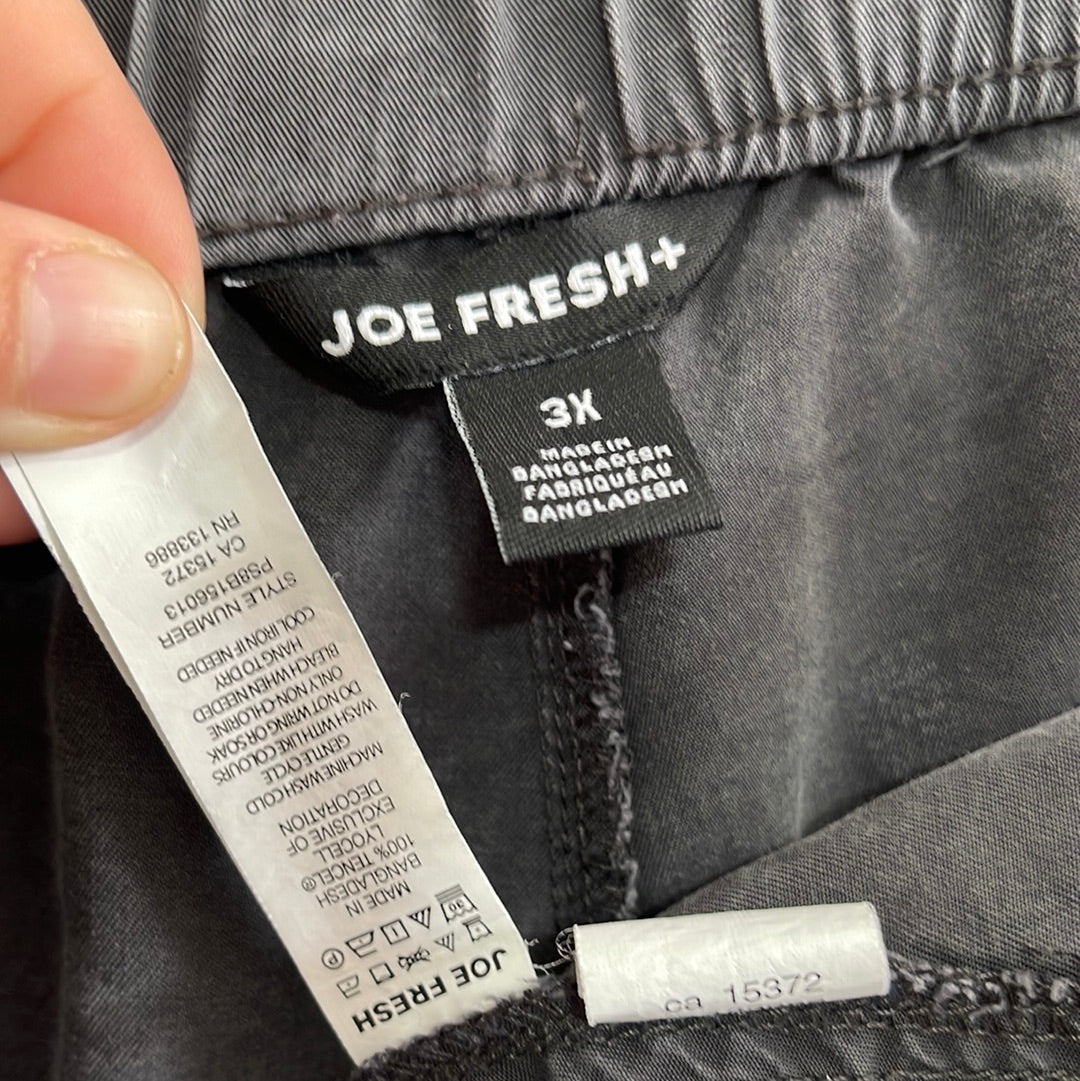 JOE FRESH+
3X
MADE IN
BANGLADESH
FABRIQUÉ AU
BANGLADESH
JOE FRESH
30
MADE IN
BANGLADESH
100% TENCEL®
LYOCELL
EXCLUSIVE OF
DECORATION
MACHINE WASH COLD
GENTLE CYCLE
WASH WITH LIKE COLOURS
DO NOT WRING OR SOAK
ONLY NON-CHLORINE
BLEACH WHEN NEEDED
HANG TO DRY
COOL IRON IF NEEDED
STYLE NUMBER
PS8B156013
CA 15372
RN 133886
ca 15372